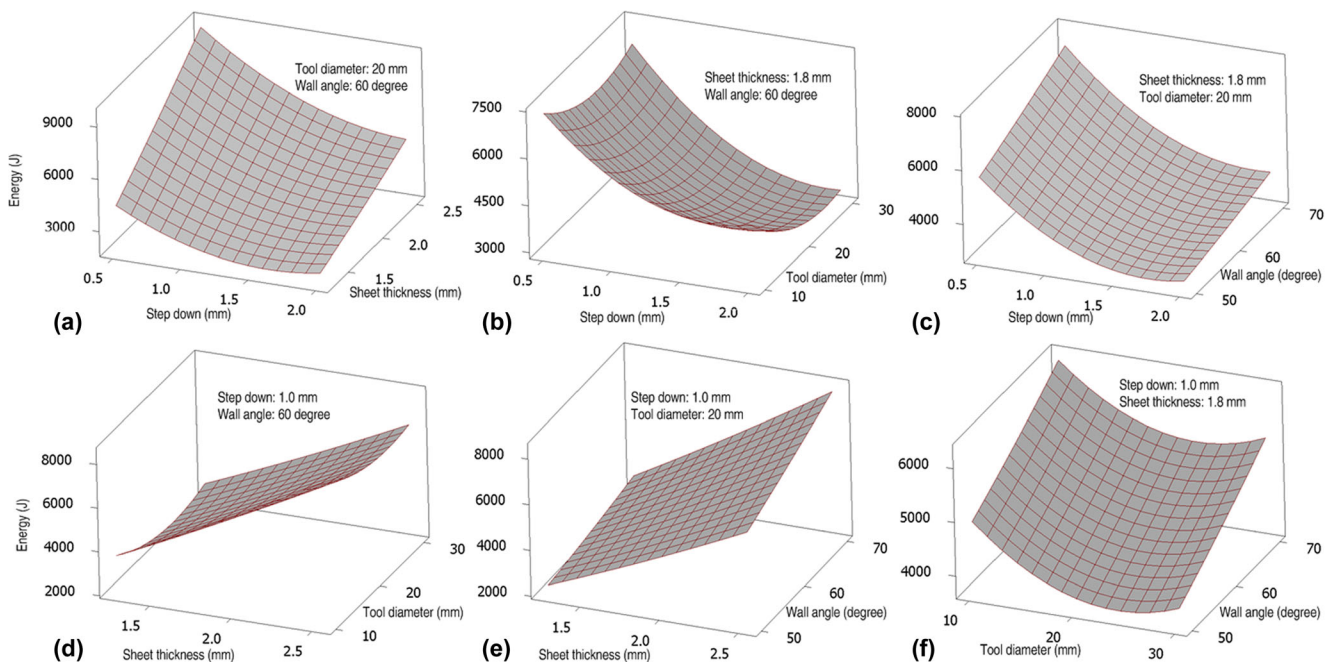 Tool diameter: 20 mm
Wall angle: 60 degree
Energy (J)
9000
6000
3000
0.5
1.0
1.5
2.0
Step down (mm)
1.5
2.0
2.5
Sheet thickness (mm)
(a)
Sheet thickness: 1.8 mm
Wall angle: 60 degree
7500
6000
4500
3000
0.5
1.0
1.5
2.0
Step down (mm)
10
20
30
Tool diameter (mm)
(b)
Sheet thickness: 1.8 mm
Tool diameter: 20 mm
8000
6000
4000
0.5
1.0
1.5
2.0
Step down (mm)
50
60
70
Wall angle (degree)
(c)
Step down: 1.0 mm
Wall angle: 60 degree
Energy (J)
8000
6000
4000
2000
1.5
2.0
2.5
Sheet thickness (mm)
10
20
30
Tool diameter (mm)
(d)
Step down: 1.0 mm
Tool diameter: 20 mm
8000
6000
4000
2000
1.5
2.0
2.5
Sheet thickness (mm)
50
60
70
Wall angle (degree)
(e)
Step down: 1.0 mm
Sheet thickness: 1.8 mm
6000
5000
4000
10
20
30
Tool diameter (mm)
50
60
70
Wall angle (degree)
(f)